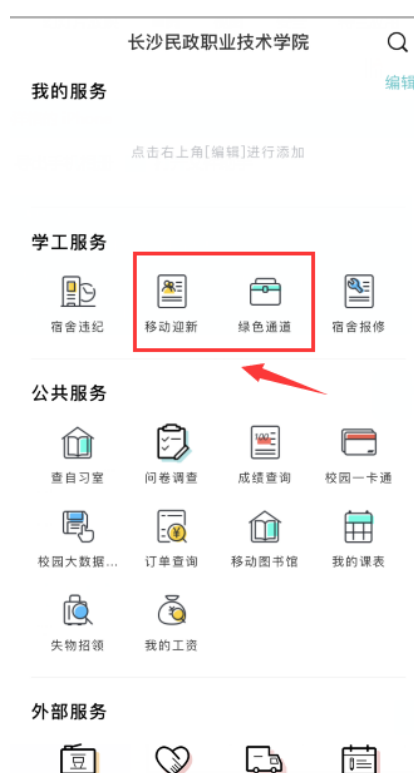 长沙民政职业技术学院
我的服务 编辑
点击右上角[编辑]进行添加
学工服务
宿舍违纪 移动迎新 绿色通道 宿舍报修
公共服务
100
查自习室 问卷调查 成绩查询 校园一卡通
校园大数据... 订单查询 移动图书馆 我的课表
失物招领 我的工资
外部服务
豆